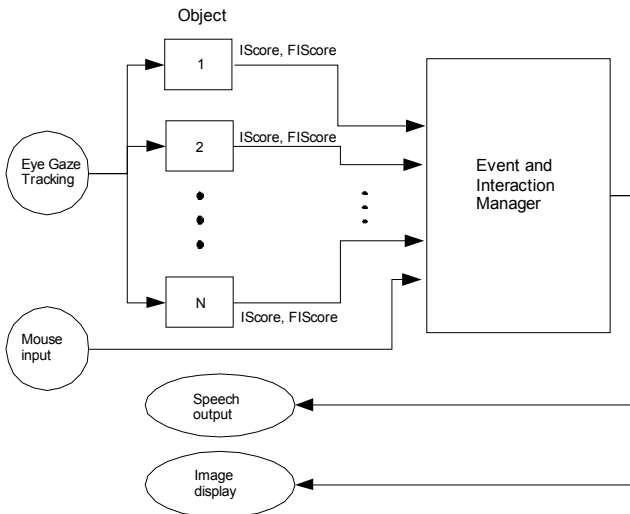 Object
IScore, FIScore
1
IScore, FIScore
2
Eye Gaze
Tracking
Event and
Interaction
Manager
N
IScore, FIScore
Mouse
input
Speech
output
Image
display